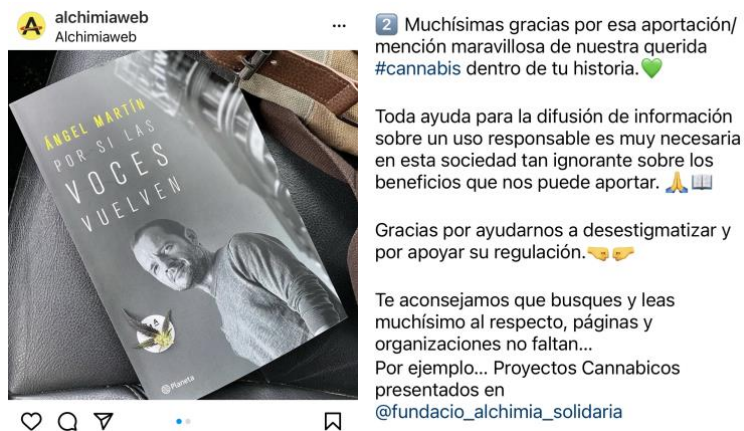 alchimiaweb
Alchimiaweb
ÁNGEL MARTÍN
POR SI LAS
VOCES
VUELVEN
Planeta
2️⃣ Muchísimas gracias por esa aportación/
mención maravillosa de nuestra querida
#cannabis dentro de tu historia.💚
Toda ayuda para la difusión de información
sobre un uso responsable es muy necesaria
en esta sociedad tan ignorante sobre los
beneficios que nos puede aportar. 🙏📖
Gracias por ayudarnos a desestigmatizar y
por apoyar su regulación.🤜🤛
Te aconsejamos que busques y leas
muchísimo al respecto, páginas y
organizaciones no faltan...
Por ejemplo... Proyectos Cannabicos
presentados en
@fundacio_alchimia_solidaria